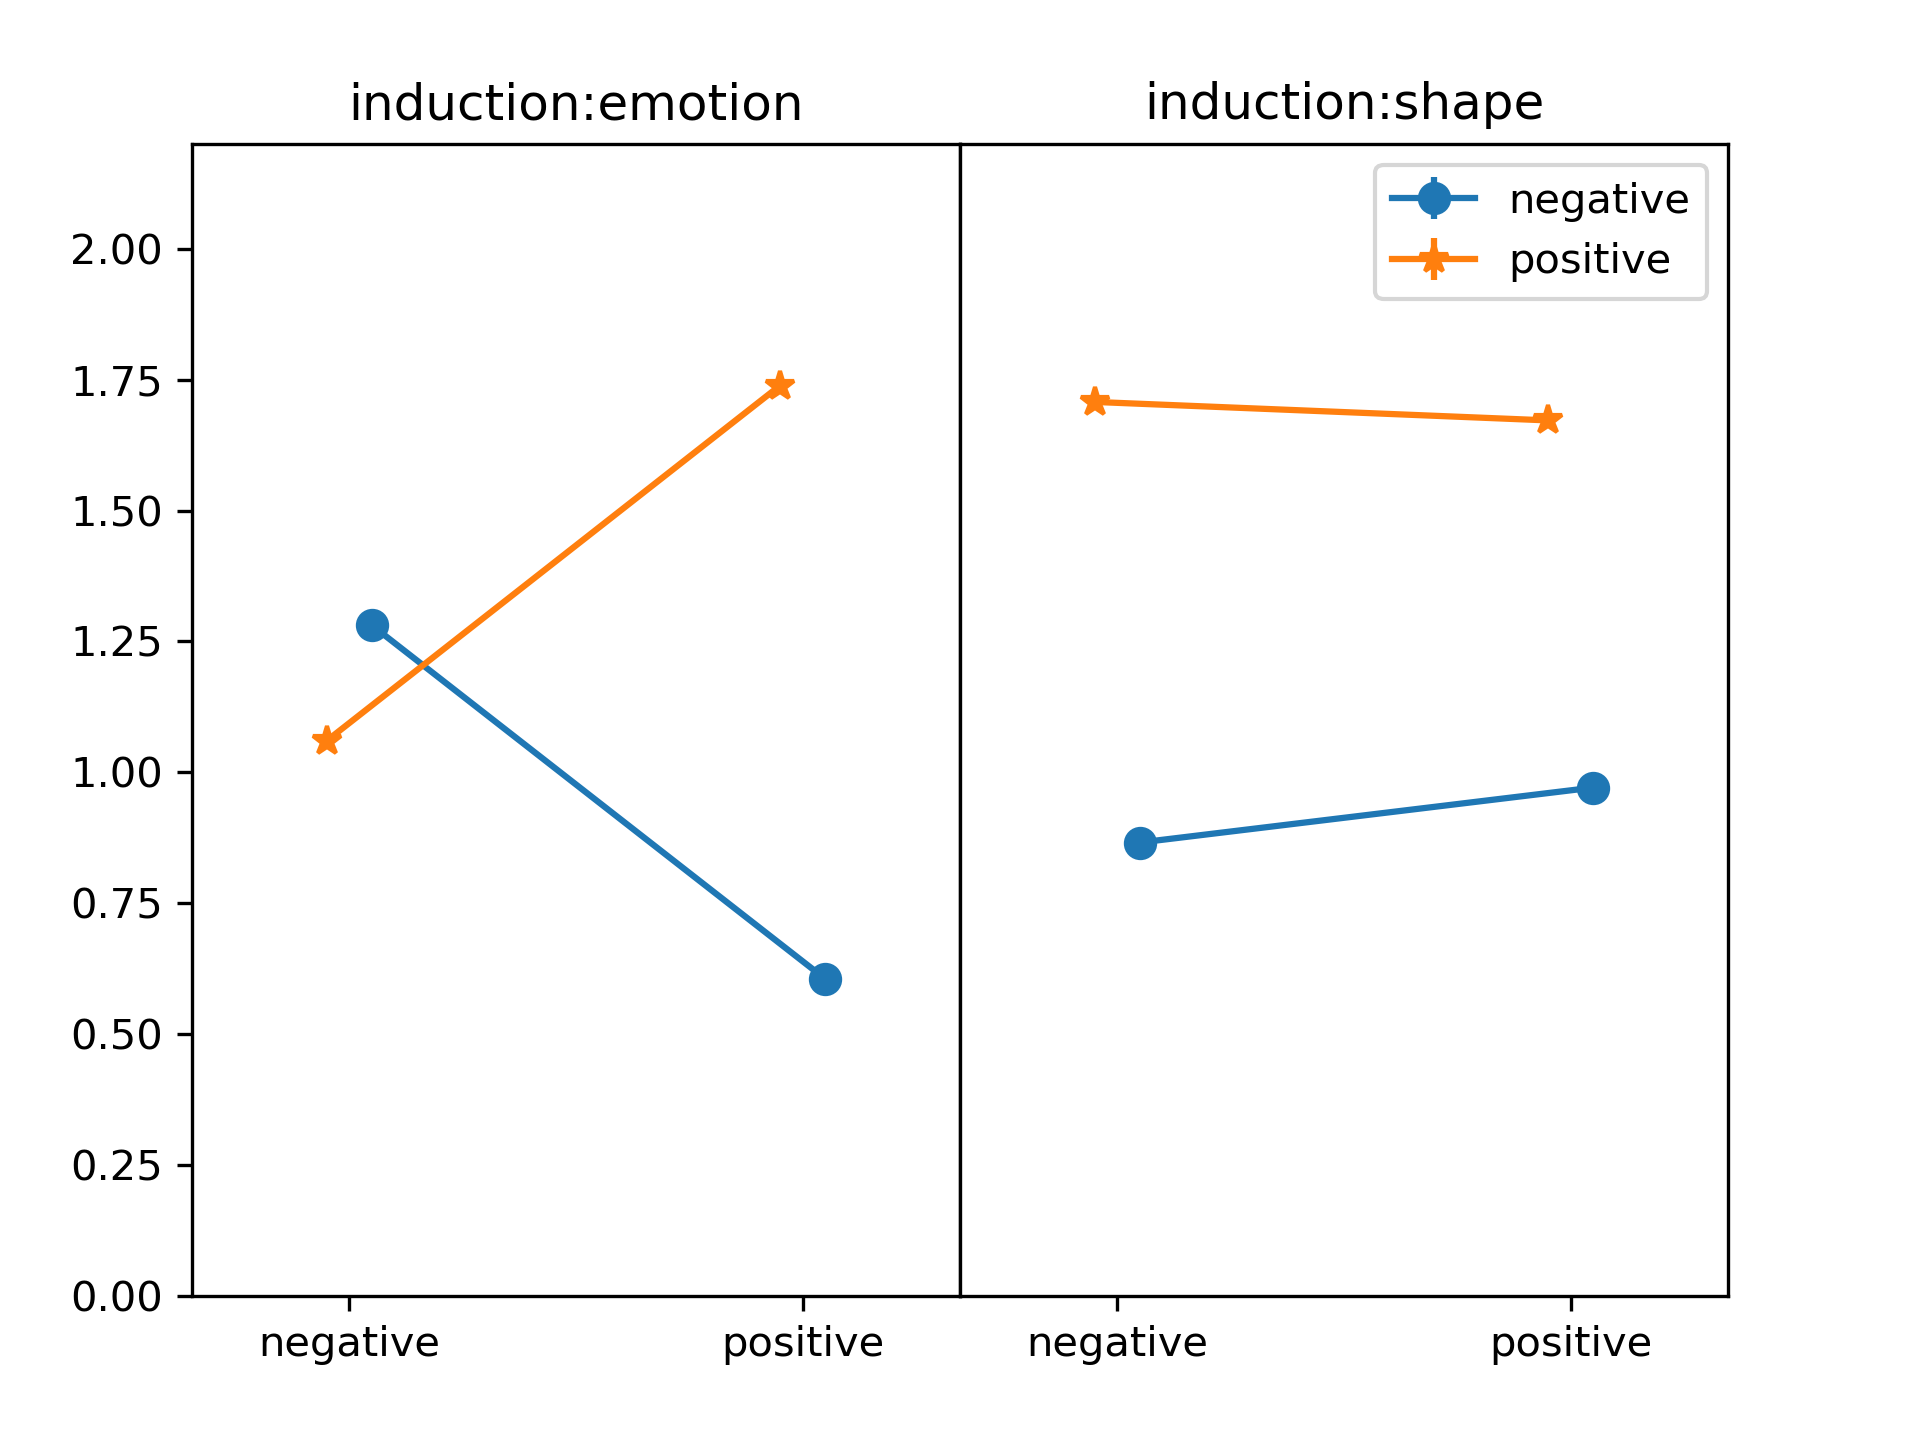 induction:emotion
induction:shape
negative
positive
2.00
1.75
1.50
1.25
1.00
0.75
0.50
0.25
0.00
negative
positive
negative
positive